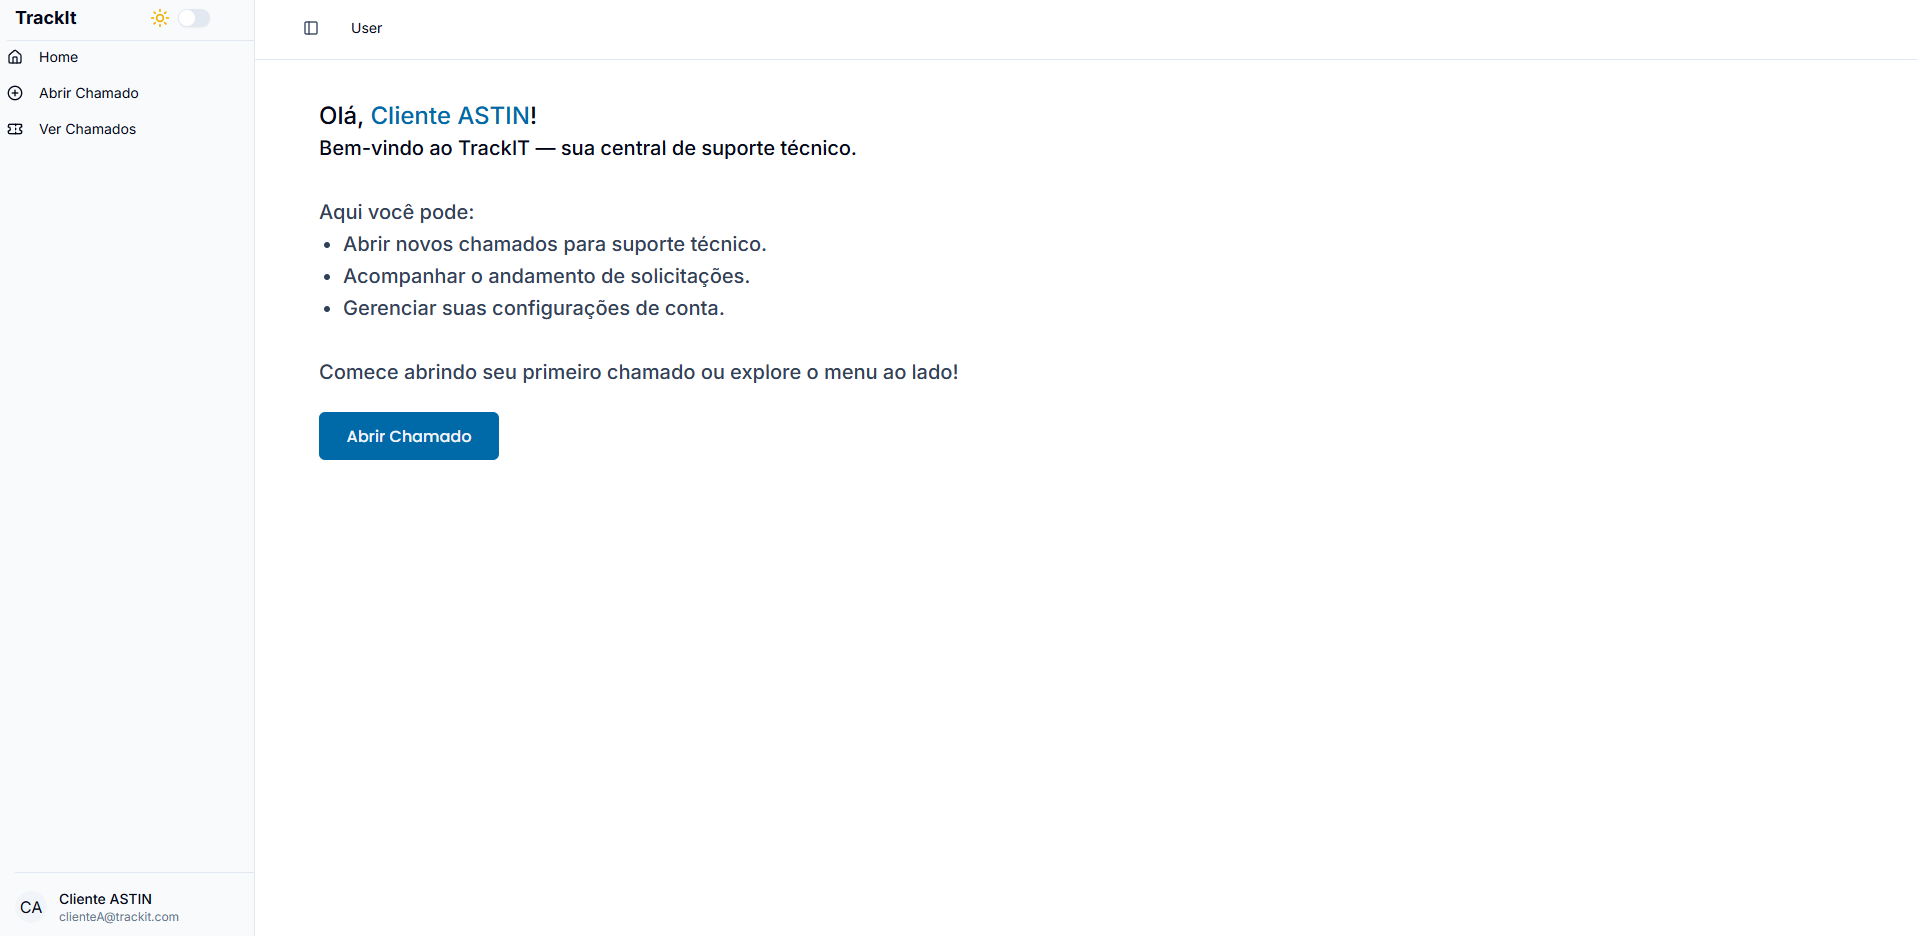 TrackIt
Home
Abrir Chamado
Ver Chamados
CA
Cliente ASTIN
clienteA@trackit.com
User
Olá, Cliente ASTIN!
Bem-vindo ao TrackIT — sua central de suporte técnico.
Aqui você pode:
• Abrir novos chamados para suporte técnico.
• Acompanhar o andamento de solicitações.
• Gerenciar suas configurações de conta.
Comece abrindo seu primeiro chamado ou explore o menu ao lado!
Abrir Chamado